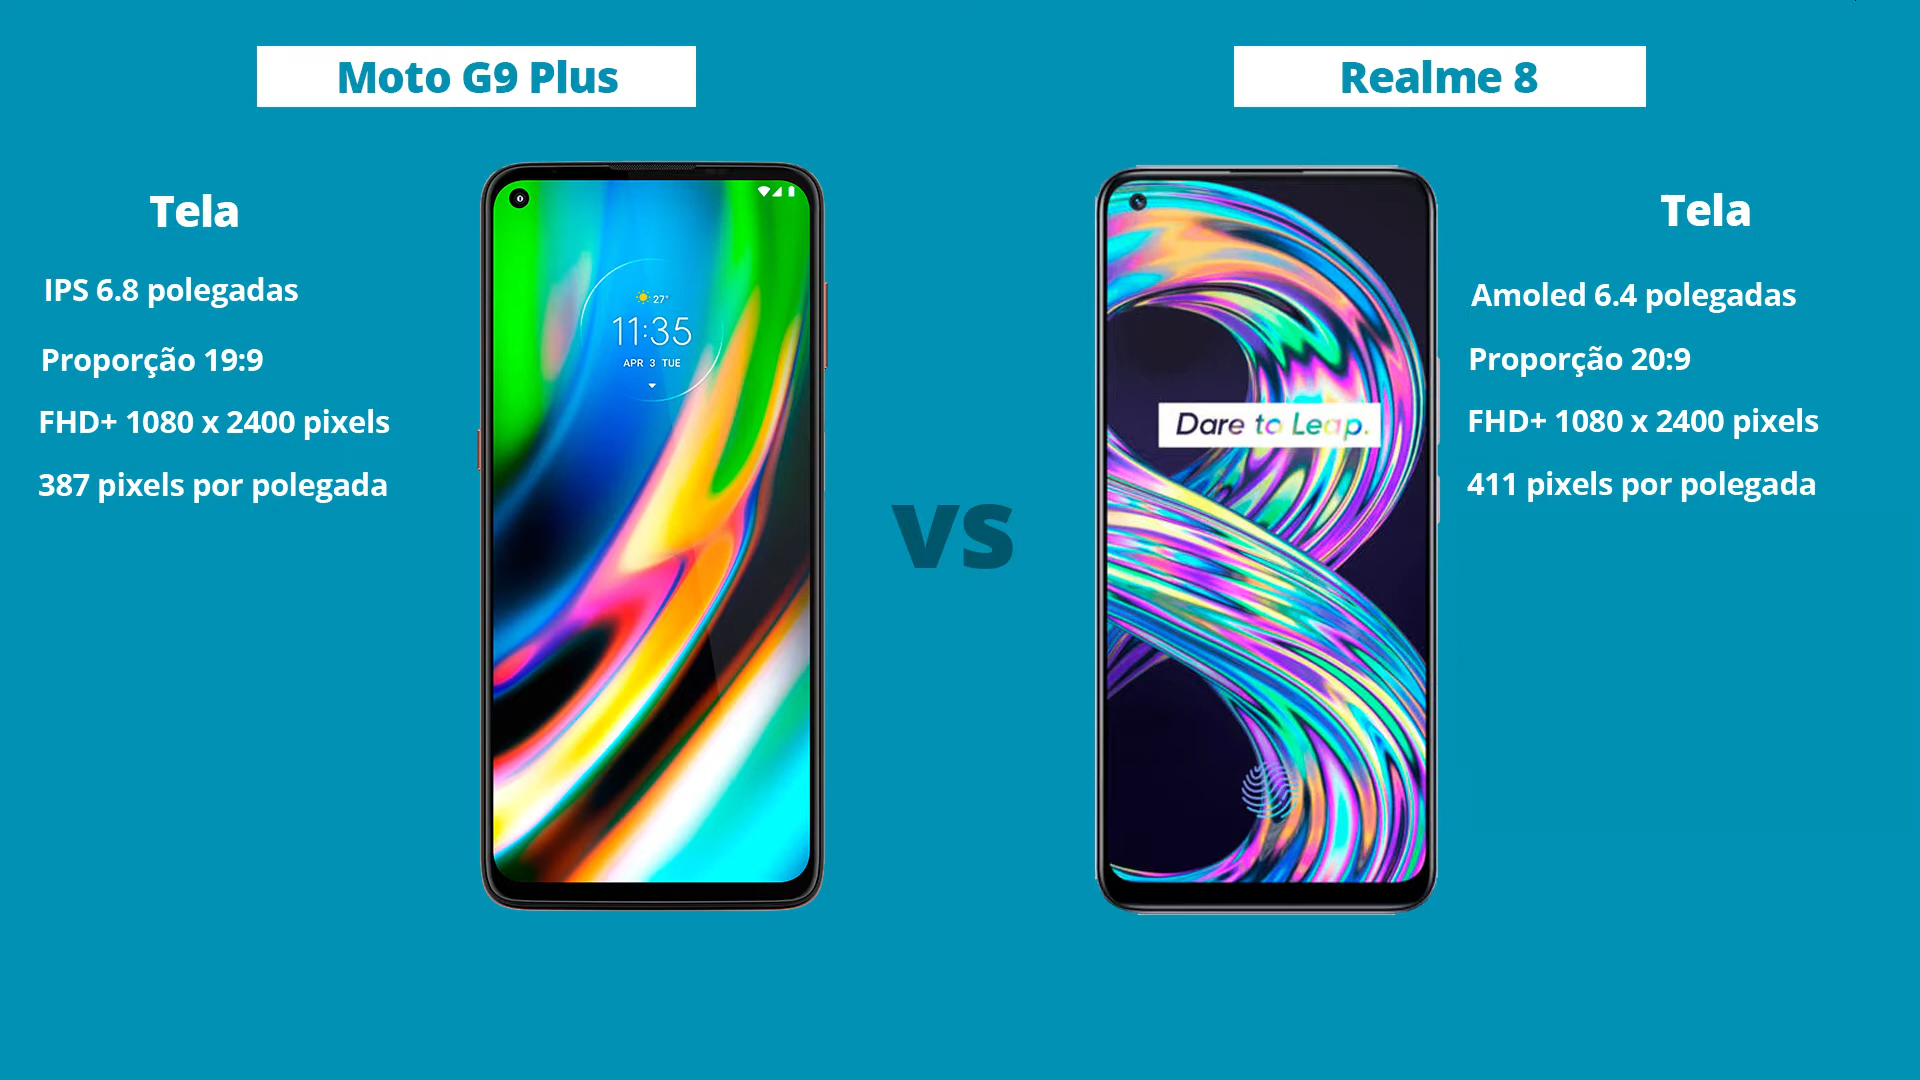 Moto G9 Plus
Tela
IPS 6.8 polegadas
Proporção 19:9
FHD+ 1080 x 2400 pixels
387 pixels por polegada
27°
11:35
APR 3 TUE
VS
Realme 8
Tela
Amoled 6.4 polegadas
Proporção 20:9
FHD+ 1080 x 2400 pixels
411 pixels por polegada
Dare to Leap.